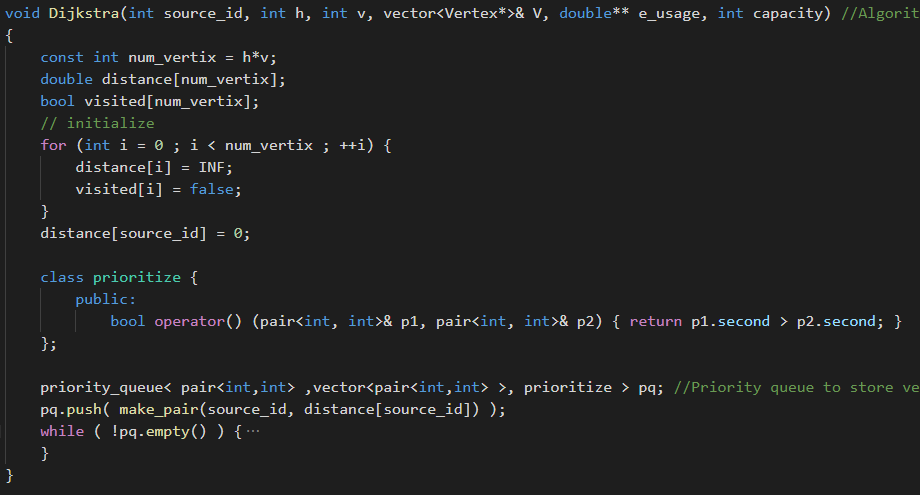 void Dijkstra(int source_id, int h, int v, vector<Vertex*>& V, double** e_usage, int capacity) //Algorit
{
    const int num_vertix = h*v;
    double distance[num_vertix];
    bool visited[num_vertix];
    // initialize
    for (int i = 0 ; i < num_vertix ; ++i) {
        distance[i] = INF;
        visited[i] = false;
    }
    distance[source_id] = 0;
    class prioritize {
        public:
            bool operator() (pair<int, int>& p1, pair<int, int>& p2) { return p1.second > p2.second; }
    };
    priority_queue< pair<int,int> ,vector<pair<int,int> >, prioritize > pq; //Priority queue to store ve
    pq.push( make_pair(source_id, distance[source_id]) );
    while ( !pq.empty() ) {···
    }
}